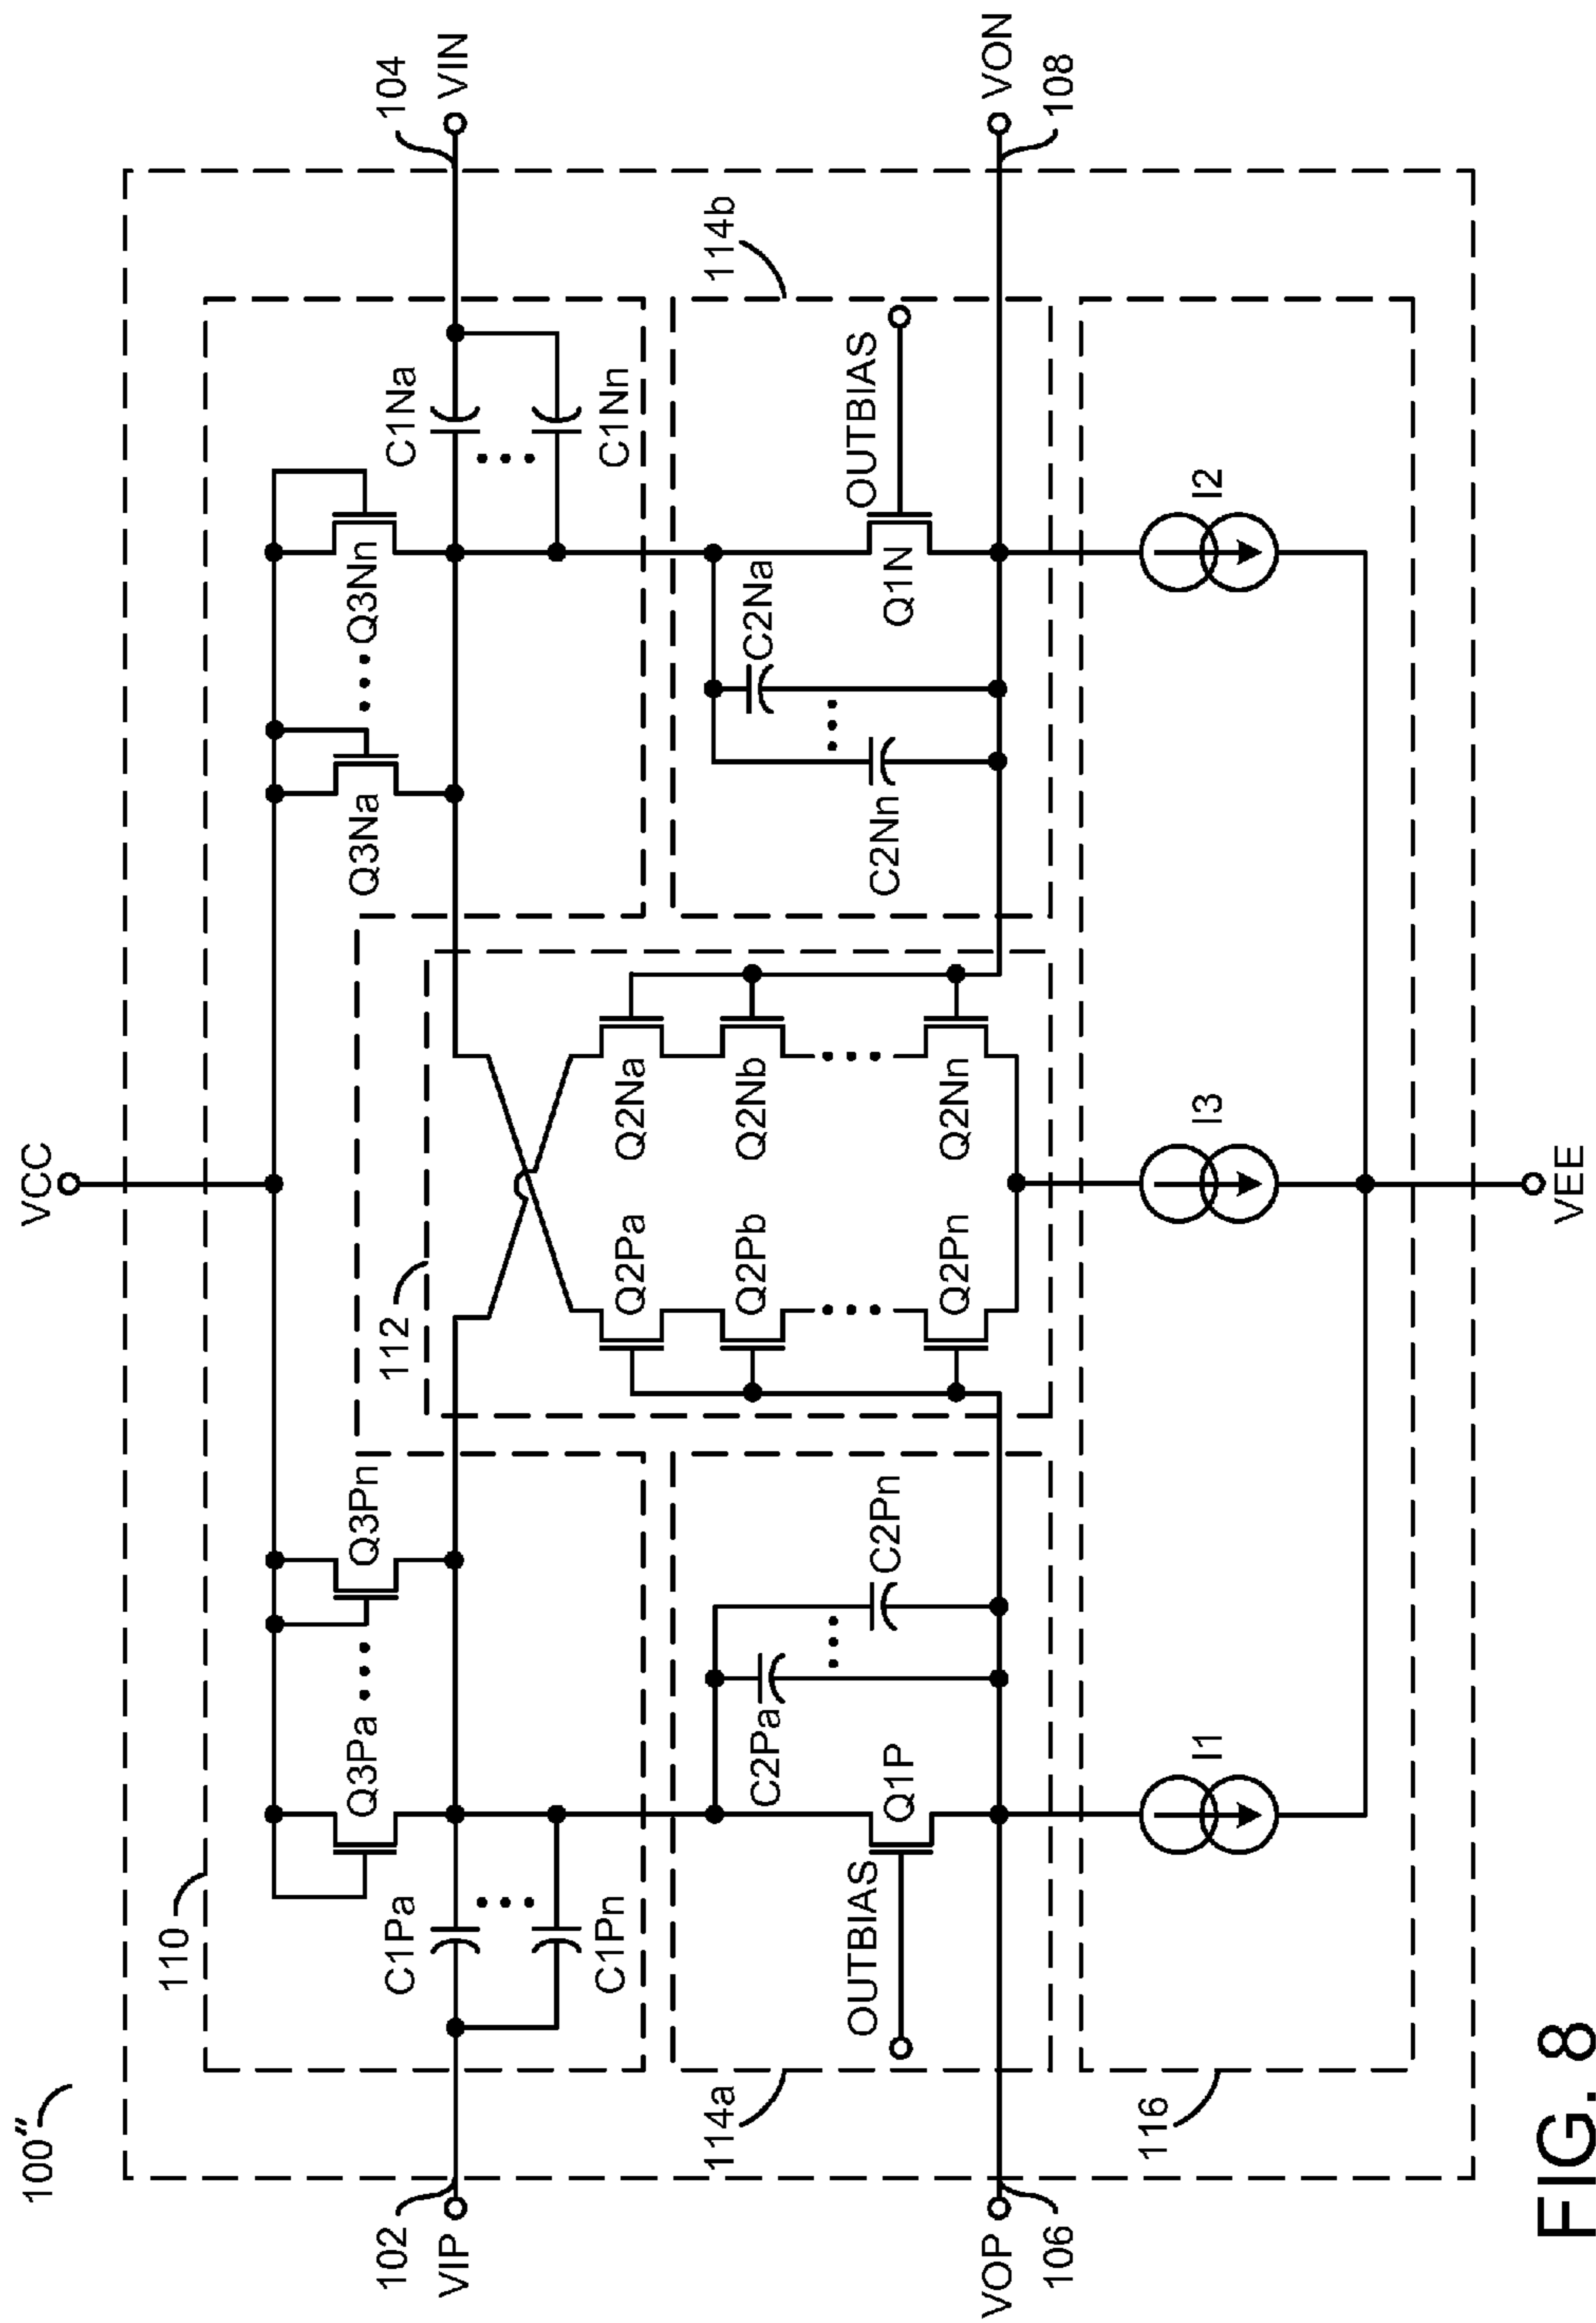 100″
VCC
110
Q3Pa
Q3Pn
Q3Na
Q3Nn
102
VIP
C1Pa
C1Pn
112
C1Na
C1Nn
104
VIN
114a
C2Pa
C2Pn
OUTBIAS
Q1P
Q2Pa
Q2Na
Q2Pb
Q2Nb
Q2Pn
Q2Nn
C2Na
C2Nn
Q1N
OUTBIAS
114b
VOP
106
VON
108
116
I1
I3
I2
VEE
FIG. 8